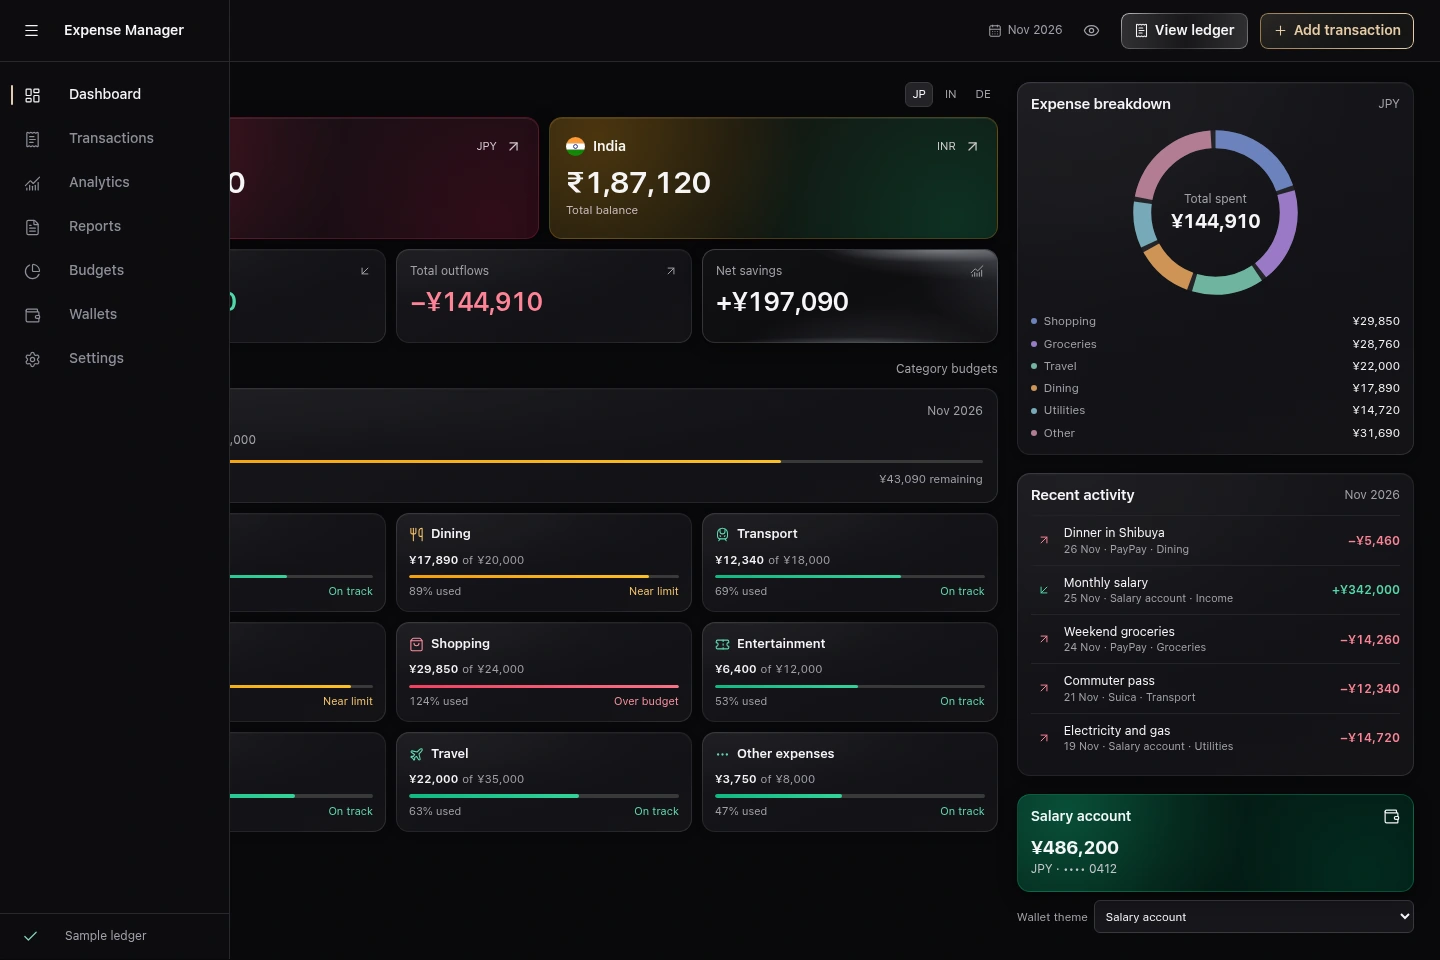 Expense Manager
Nov 2026
View ledger
Add transaction
Dashboard
Transactions
Analytics
Reports
Budgets
Wallets
Settings
Sample ledger
JP IN DE
JPY
0
India INR
₹1,87,120
Total balance
0
Total outflows
−¥144,910
Net savings
+¥197,090
Category budgets
Nov 2026
,000
¥43,090 remaining
On track
Dining
¥17,890 of ¥20,000
89% used Near limit
Transport
¥12,340 of ¥18,000
69% used On track
Near limit
Shopping
¥29,850 of ¥24,000
124% used Over budget
Entertainment
¥6,400 of ¥12,000
53% used On track
On track
Travel
¥22,000 of ¥35,000
63% used On track
Other expenses
¥3,750 of ¥8,000
47% used On track
Expense breakdown JPY
Total spent
¥144,910
Shopping ¥29,850
Groceries ¥28,760
Travel ¥22,000
Dining ¥17,890
Utilities ¥14,720
Other ¥31,690
Recent activity Nov 2026
Dinner in Shibuya −¥5,460
26 Nov · PayPay · Dining
Monthly salary +¥342,000
25 Nov · Salary account · Income
Weekend groceries −¥14,260
24 Nov · PayPay · Groceries
Commuter pass −¥12,340
21 Nov · Suica · Transport
Electricity and gas −¥14,720
19 Nov · Salary account · Utilities
Salary account
¥486,200
JPY · •••• 0412
Wallet theme Salary account